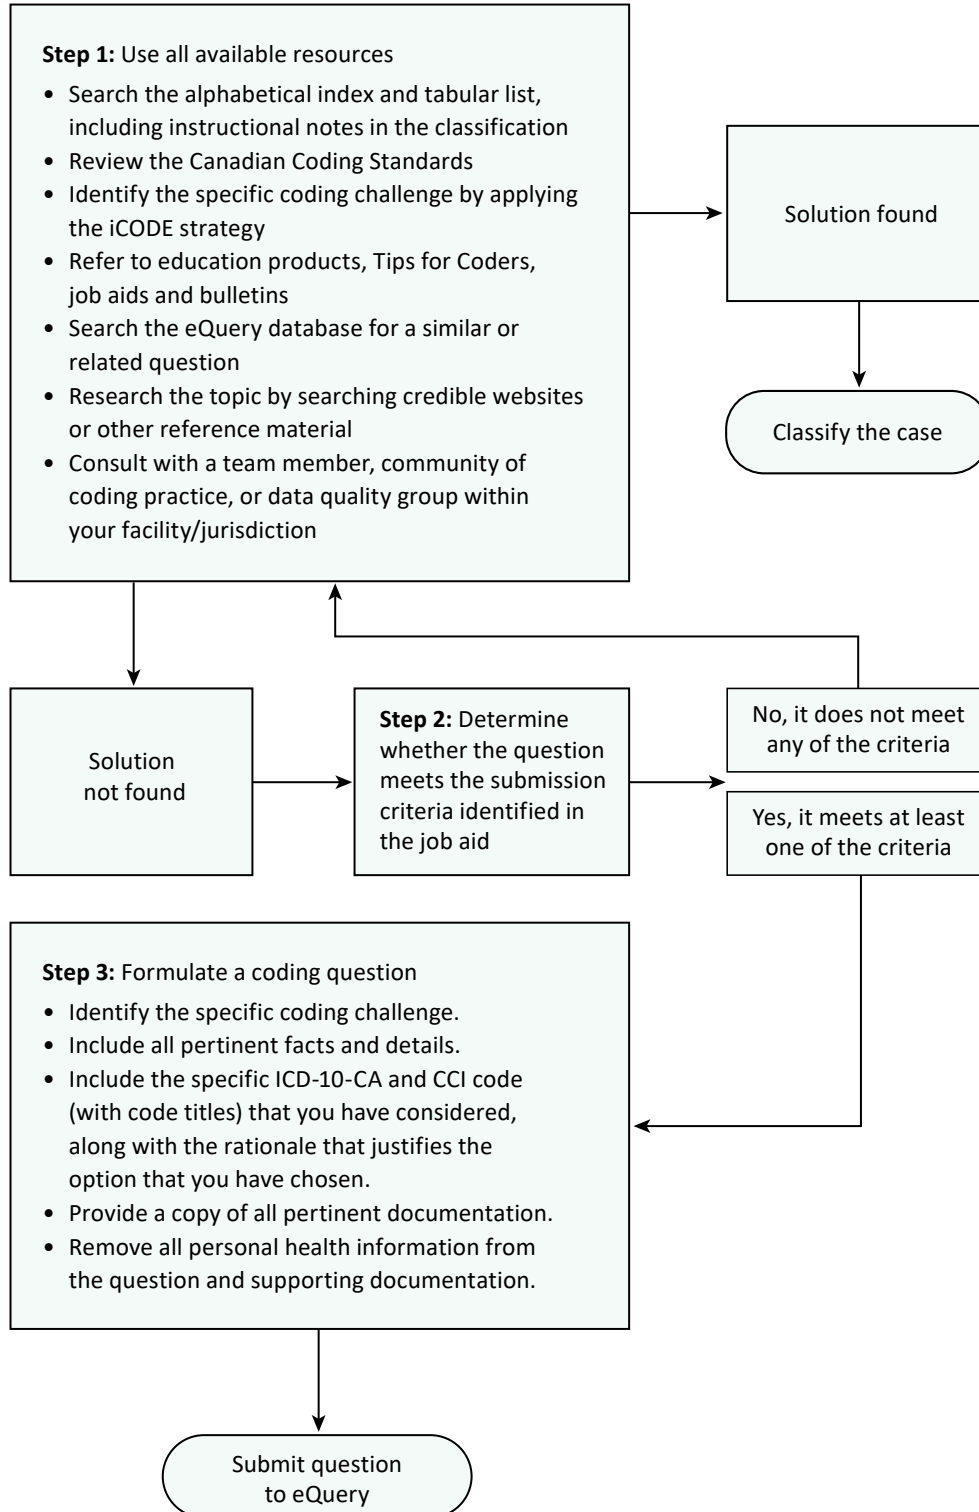 Step 1: Use all available resources
• Search the alphabetical index and tabular list,
including instructional notes in the classification
• Review the Canadian Coding Standards
• Identify the specific coding challenge by applying
the iCODE strategy
• Refer to education products, Tips for Coders,
job aids and bulletins
• Search the eQuery database for a similar or
related question
• Research the topic by searching credible websites
or other reference material
• Consult with a team member, community of
coding practice, or data quality group within
your facility/jurisdiction
Solution found
Classify the case
Solution
not found
Step 2: Determine
whether the question
meets the submission
criteria identified in
the job aid
No, it does not meet
any of the criteria
Yes, it meets at least
one of the criteria
Step 3: Formulate a coding question
• Identify the specific coding challenge.
• Include all pertinent facts and details.
• Include the specific ICD-10-CA and CCI code
(with code titles) that you have considered,
along with the rationale that justifies the
option that you have chosen.
• Provide a copy of all pertinent documentation.
• Remove all personal health information from
the question and supporting documentation.
Submit question
to eQuery